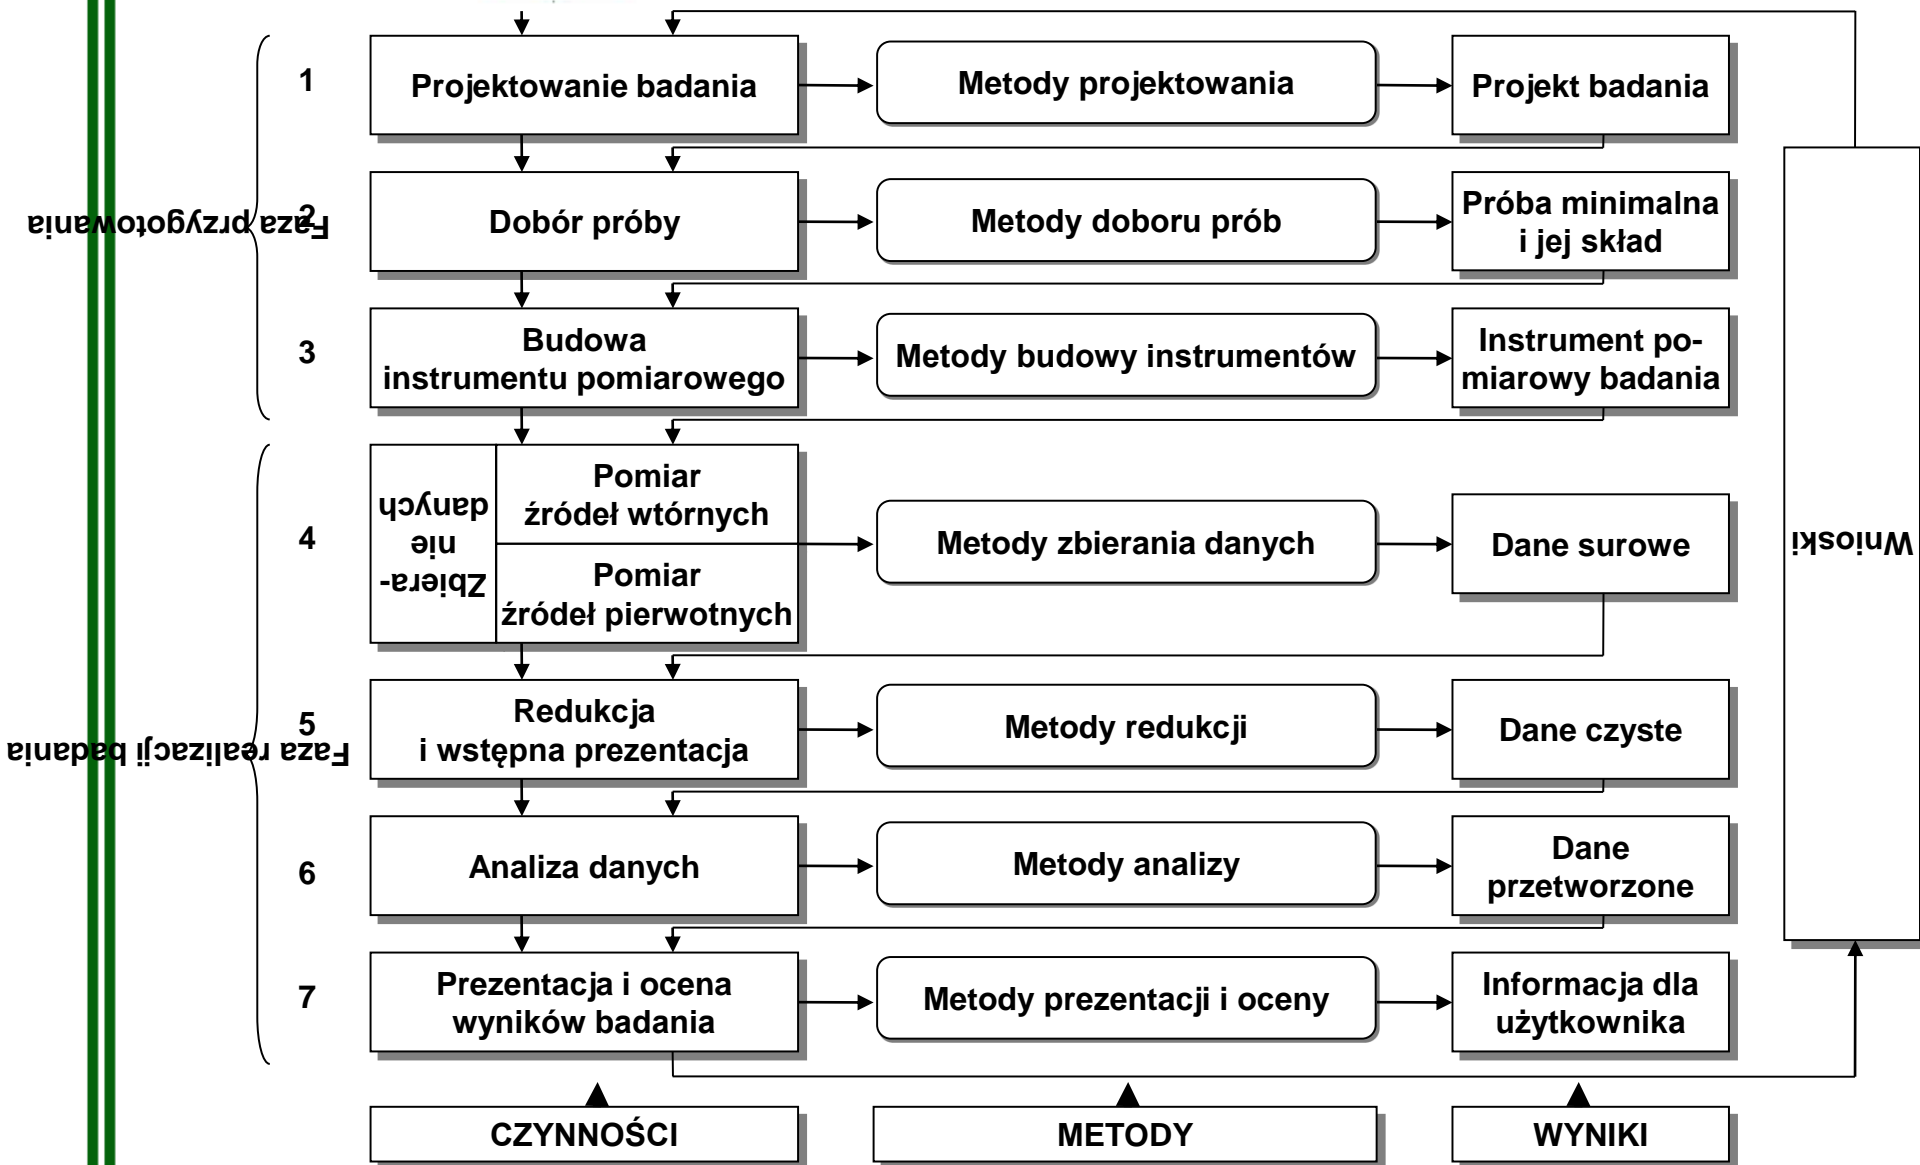 1
Projektowanie badania
Metody projektowania
Projekt badania
Faza przygotowania
2
Dobór próby
Metody doboru prób
Próba minimalna
i jej skład
3
Budowa
instrumentu pomiarowego
Metody budowy instrumentów
Instrument po-
miarowy badania
4
Zbiera-
nie
danych
Pomiar
źródeł wtórnych
Pomiar
źródeł pierwotnych
Metody zbierania danych
Dane surowe
Wnioski
Faza realizacji badania
5
Redukcja
i wstępna prezentacja
Metody redukcji
Dane czyste
6
Analiza danych
Metody analizy
Dane
przetworzone
7
Prezentacja i ocena
wyników badania
Metody prezentacji i oceny
Informacja dla
użytkownika
CZYNNOŚCI
METODY
WYNIKI